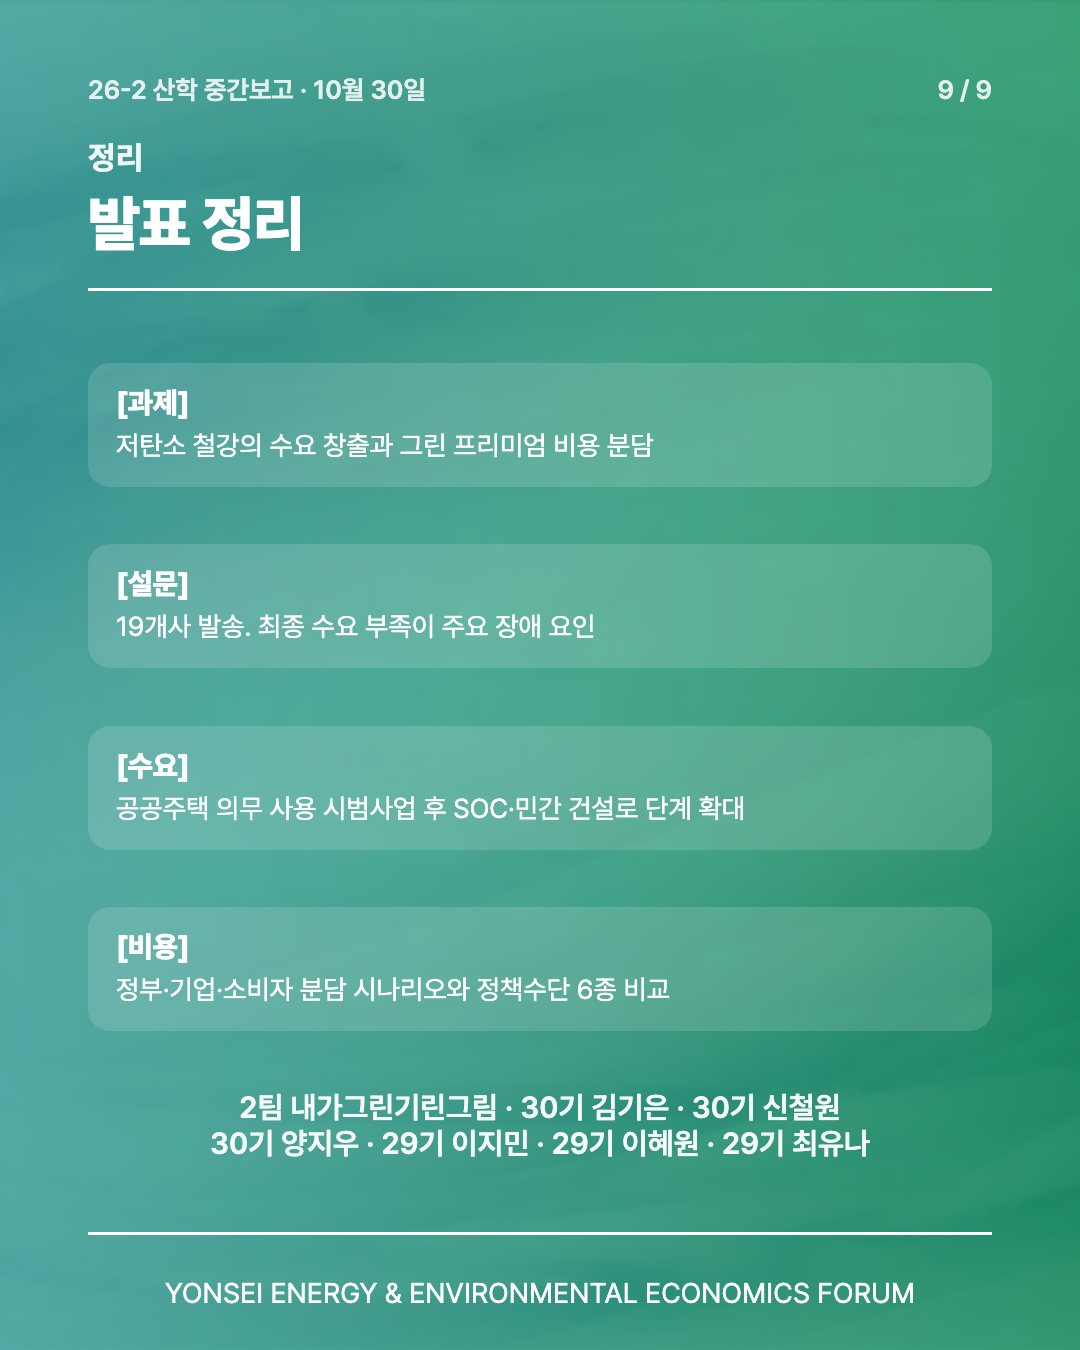 26-2 산학 중간보고 · 10월 30일
9 / 9
정리
발표 정리
[과제]
저탄소 철강의 수요 창출과 그린 프리미엄 비용 분담
[설문]
19개사 발송. 최종 수요 부족이 주요 장애 요인
[수요]
공공주택 의무 사용 시범사업 후 SOC·민간 건설로 단계 확대
[비용]
정부·기업·소비자 분담 시나리오와 정책수단 6종 비교
2팀 내가그린기린그림 · 30기 김기은 · 30기 신철원
30기 양지우 · 29기 이지민 · 29기 이혜원 · 29기 최유나
YONSEI ENERGY & ENVIRONMENTAL ECONOMICS FORUM